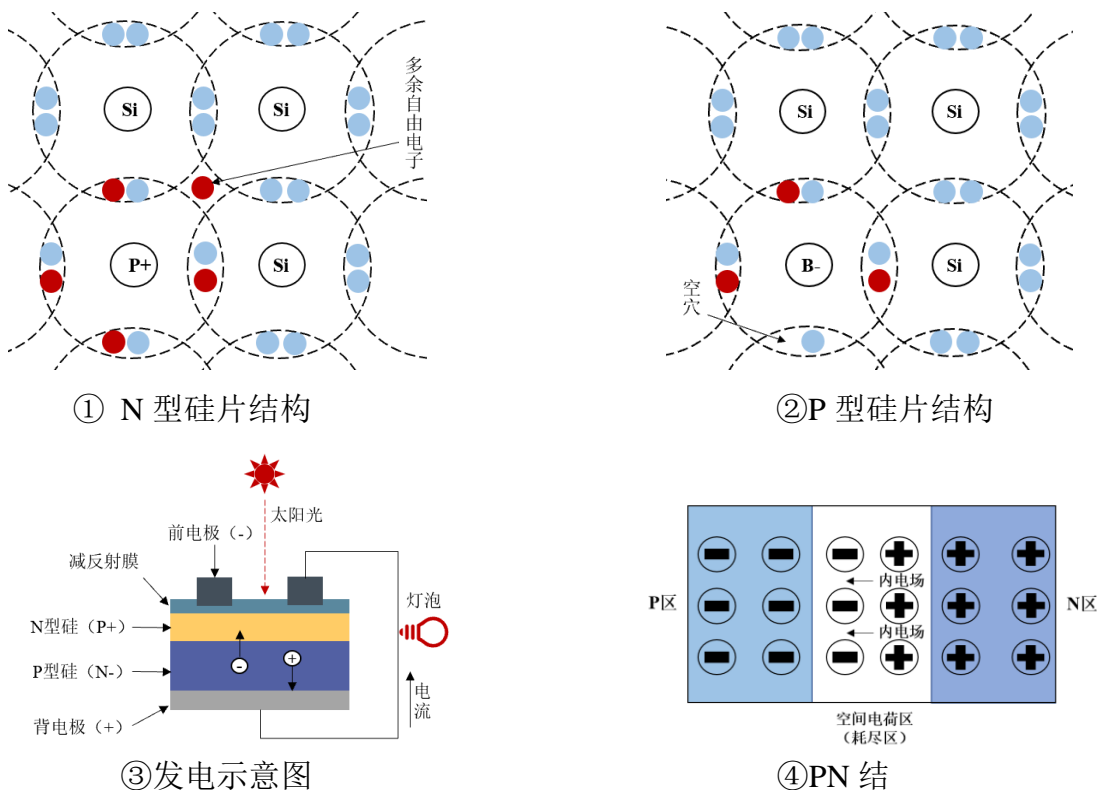 Si
Si
多余自由电子
P+
Si
① N 型硅片结构
Si
Si
B-
Si
空穴
②P 型硅片结构
太阳光
前电极（-）
减反射膜
N型硅（P+）
P型硅（N-）
背电极（+）
-
+
灯泡
电流
③发电示意图
P区
内电场
内电场
N区
空间电荷区
（耗尽区）
④PN 结